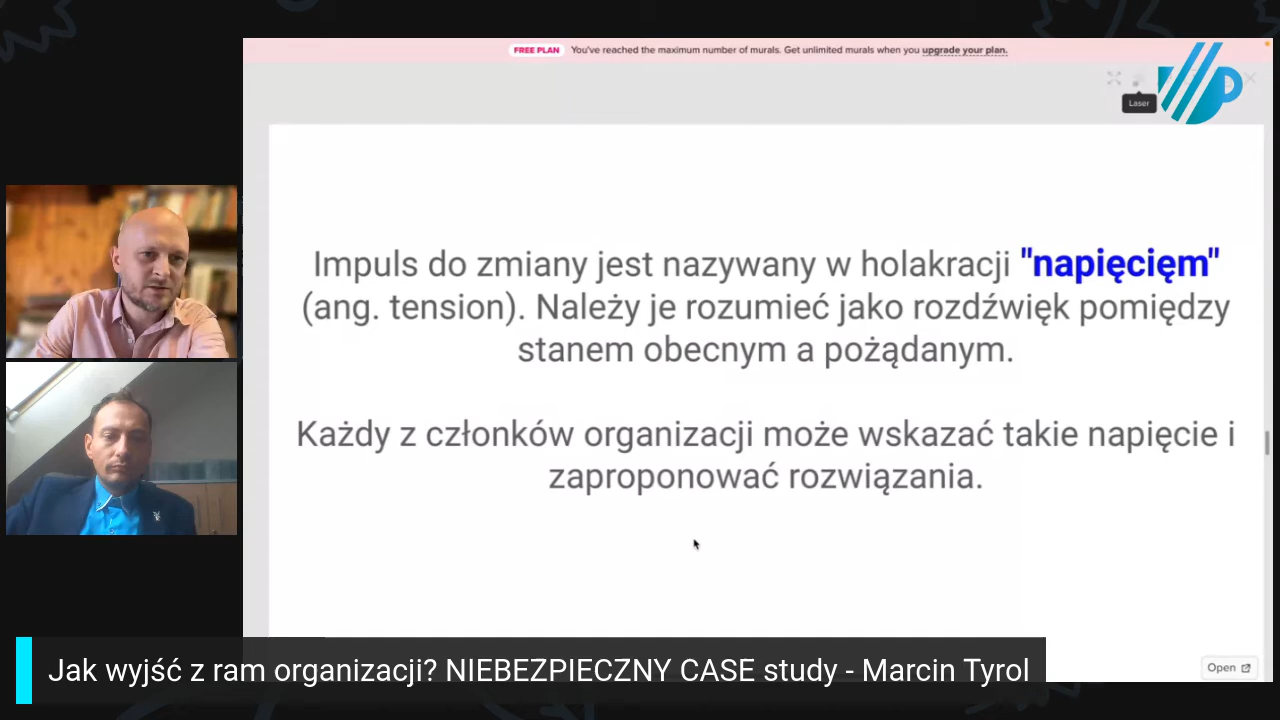 FREE PLAN You've reached the maximum number of murals. Get unlimited murals when you upgrade your plan.
Laser
Impuls do zmiany jest nazywany w holakracji "napięcięm"
(ang. tension). Należy je rozumieć jako rozdźwięk pomiędzy
stanem obecnym a pożądanym.
Każdy z członków organizacji może wskazać takie napięcie i
zaproponować rozwiązania.
Open
Jak wyjść z ram organizacji? NIEBEZPIECZNY CASE study - Marcin Tyrol